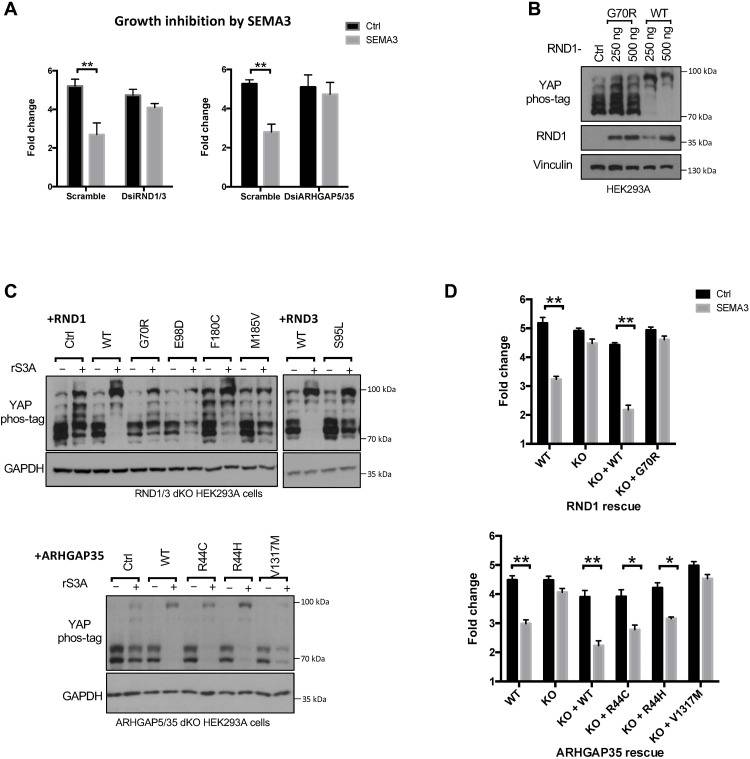 A
Growth inhibition by SEMA3
Ctrl
SEMA3
**
**
Fold change
6
4
2
0
Scramble
DsiRND1/3
Fold change
6
4
2
0
Scramble
DsiARHGAP5/35
B
G70R
WT
RND1-
Ctrl
250 ng
500 ng
250 ng
500 ng
YAP
phos-tag
100 kDa
70 kDa
RND1
35 kDa
Vinculin
130 kDa
HEK293A
C
+RND1
Ctrl
WT
G70R
E98D
F180C
M185V
+RND3
WT
S95L
rS3A
– + – + – + – + – + – + – + – +
YAP
phos-tag
100 kDa
70 kDa
GAPDH
35 kDa
RND1/3 dKO HEK293A cells
+ARHGAP35
Ctrl
WT
R44C
R44H
V1317M
rS3A
– + – + – + – + – +
YAP
phos-tag
100 kDa
70 kDa
GAPDH
35 kDa
ARHGAP5/35 dKO HEK293A cells
D
Ctrl
SEMA3
**
**
Fold change
6
5
4
3
2
1
WT
KO
KO + WT
KO + G70R
RND1 rescue
**
**
*
*
Fold change
6
5
4
3
2
1
WT
KO
KO + WT
KO + R44C
KO + R44H
KO + V1317M
ARHGAP35 rescue